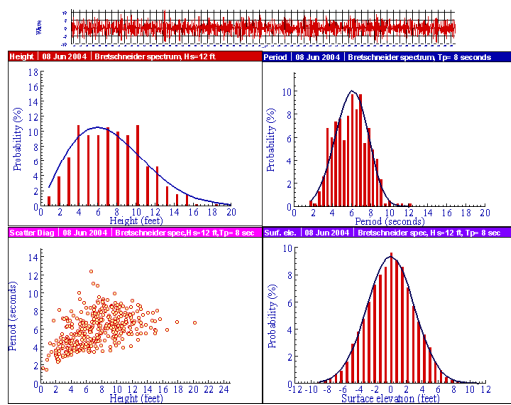 Waves
Height | 08 Jun 2004 | Bretschneider spectrum, Hs=12 ft
Period | 08 Jun 2004 | Bretschneider spectrum, Tp= 8 seconds
Probability (%)
18
16
14
12
10
8
6
4
2
0
0 2 4 6 8 10 12 14 16 18 20
Height (feet)
Probability (%)
10
8
6
4
2
0
0 2 4 6 8 10 12 14 16 18 20
Period (seconds)
Scatter Diag | 08 Jun 2004 | Bretschneider spec,Hs=12 ft,Tp= 8 sec
Surf. ele. | 08 Jun 2004 | Bretschneider spec, Hs=12 ft, Tp= 8 sec
Period (seconds)
14
12
10
8
6
4
2
0
0 2 4 6 8 10 12 14 16 18 20 22 24
Height (feet)
Probability (%)
10
8
6
4
2
0
-12 -10 -8 -6 -4 -2 0 2 4 6 8 10 12
Surface elevation (feet)